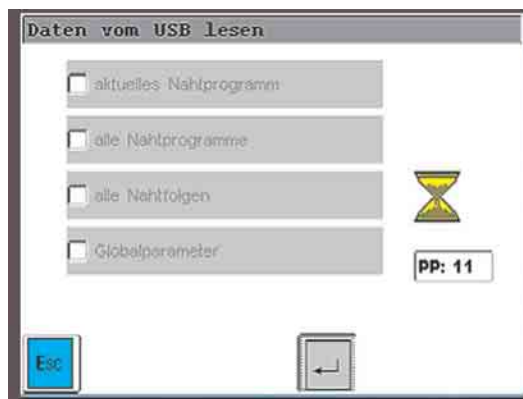 Daten vom USB lesen
aktuelles Nahtprogramm
alle Nahtprogramme
alle Nahtfolgen
Globalparameter
PP: 11
Esc